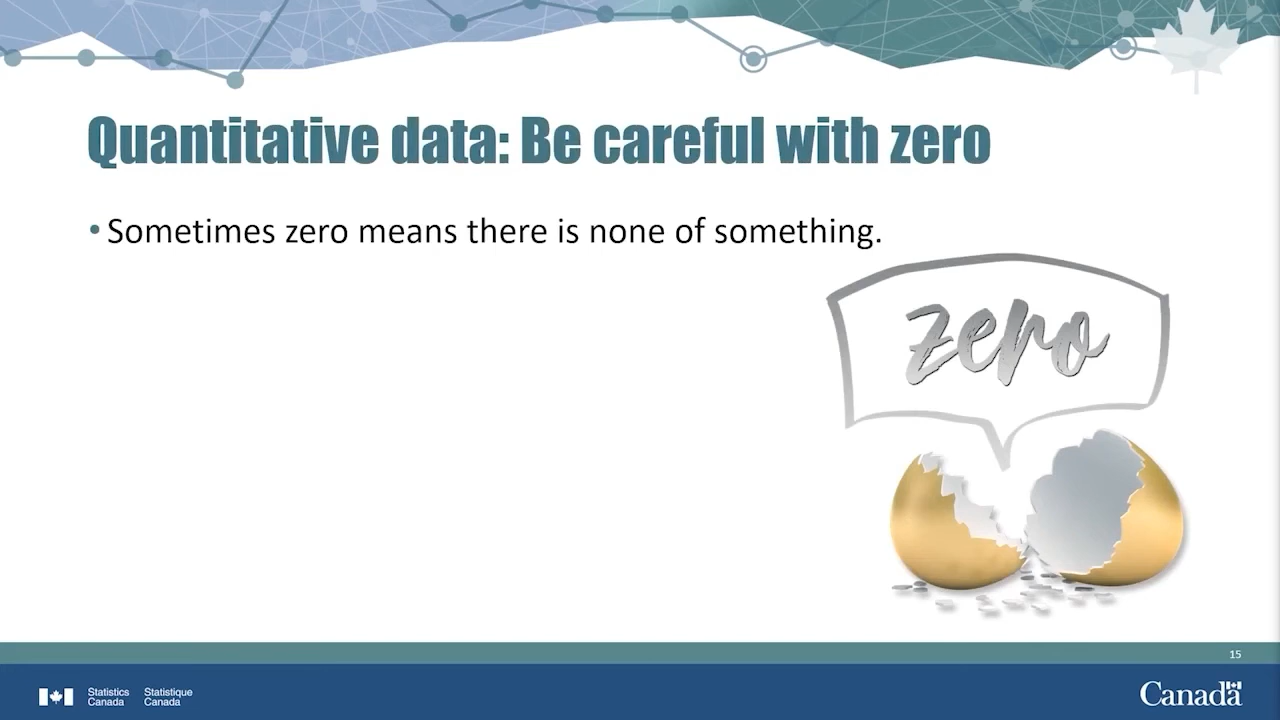 Quantitative data: Be careful with zero
• Sometimes zero means there is none of something.
zero
15
Statistics Statistique
Canada Canada
Canada